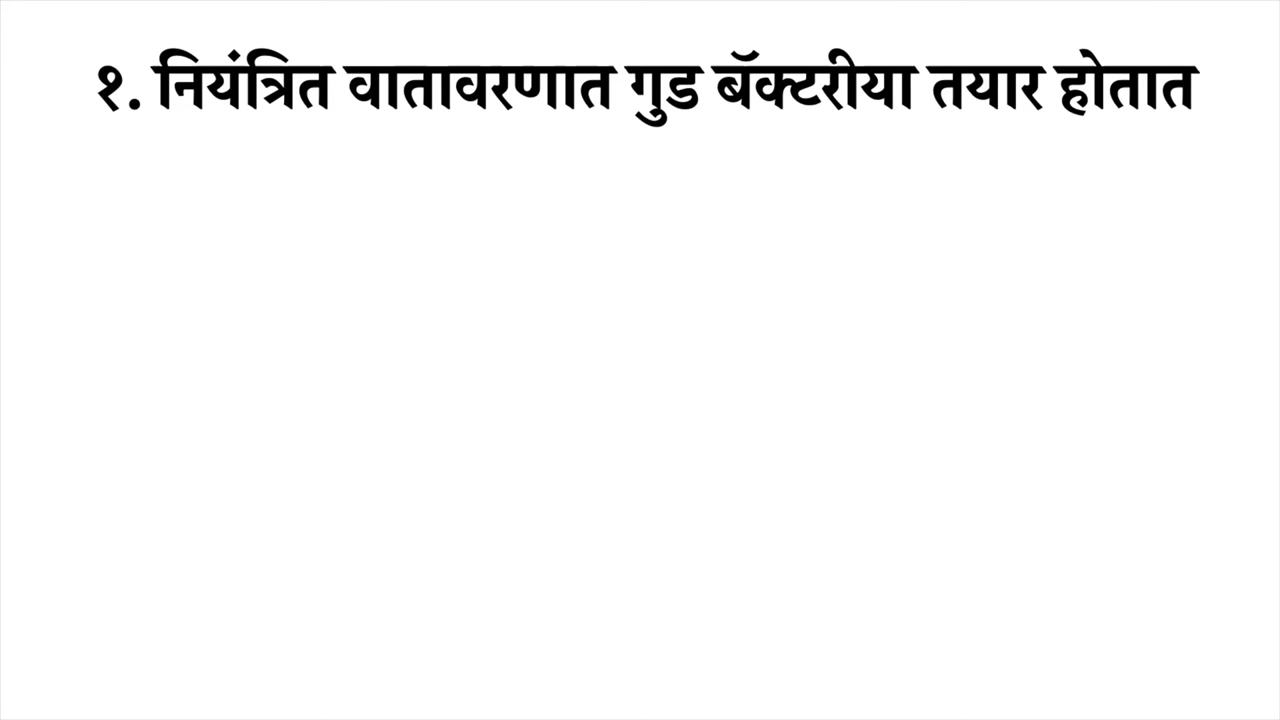 १. नियंत्रित वातावरणात गुड बॅक्टरीया तयार होतात